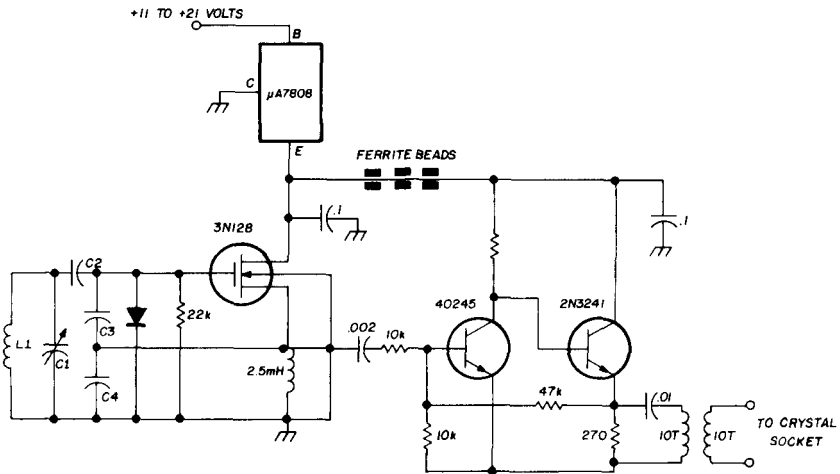 +11 TO +21 VOLTS
B
C
μA7808
E
FERRITE BEADS
.1
.1
3N128
C2
C3
22k
L1
C1
C4
2.5mH
.002
10k
40245
2N3241
47k
.01
10k
270
10T
10T
TO CRYSTAL
SOCKET